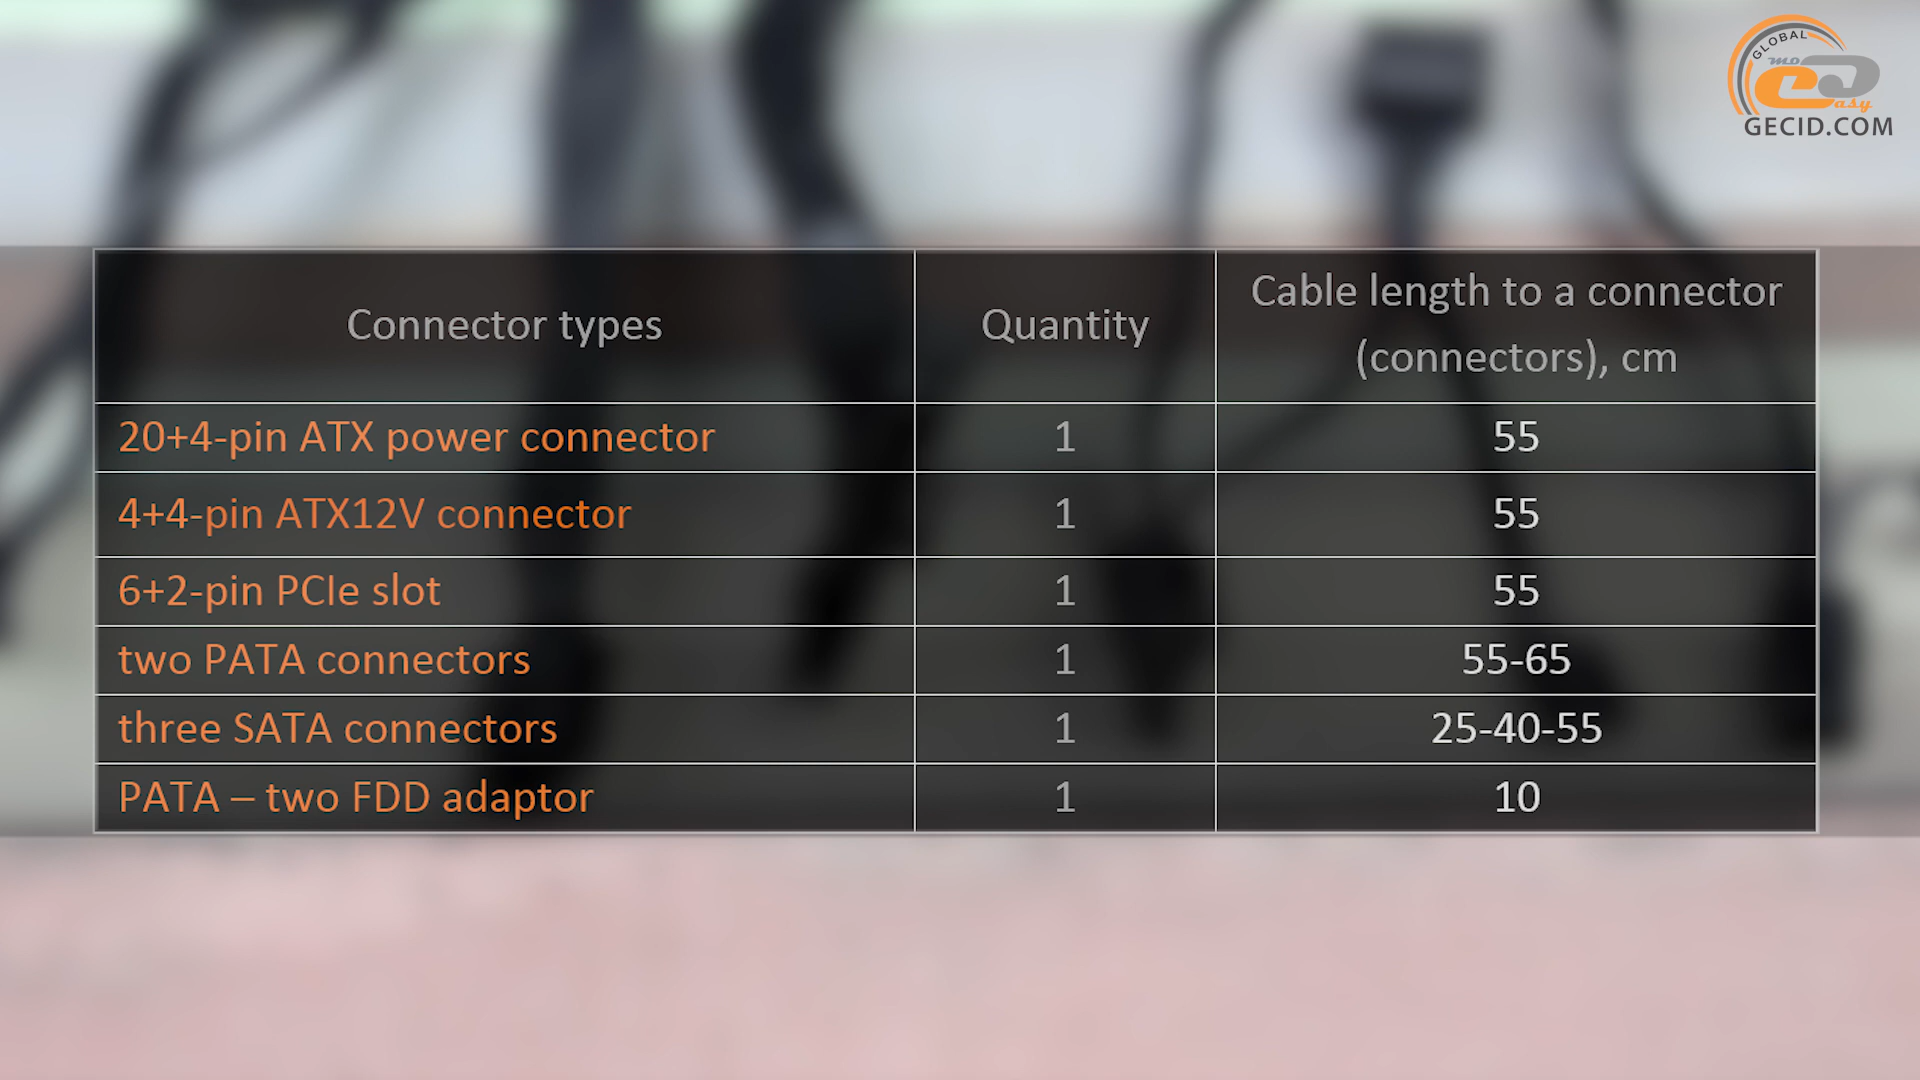 GLOBAL
mo
easy
GECID.COM
Connector types
Quantity
Cable length to a connector
(connectors), cm
20+4-pin ATX power connector
1
55
4+4-pin ATX12V connector
1
55
6+2-pin PCIe slot
1
55
two PATA connectors
1
55-65
three SATA connectors
1
25-40-55
PATA – two FDD adaptor
1
10